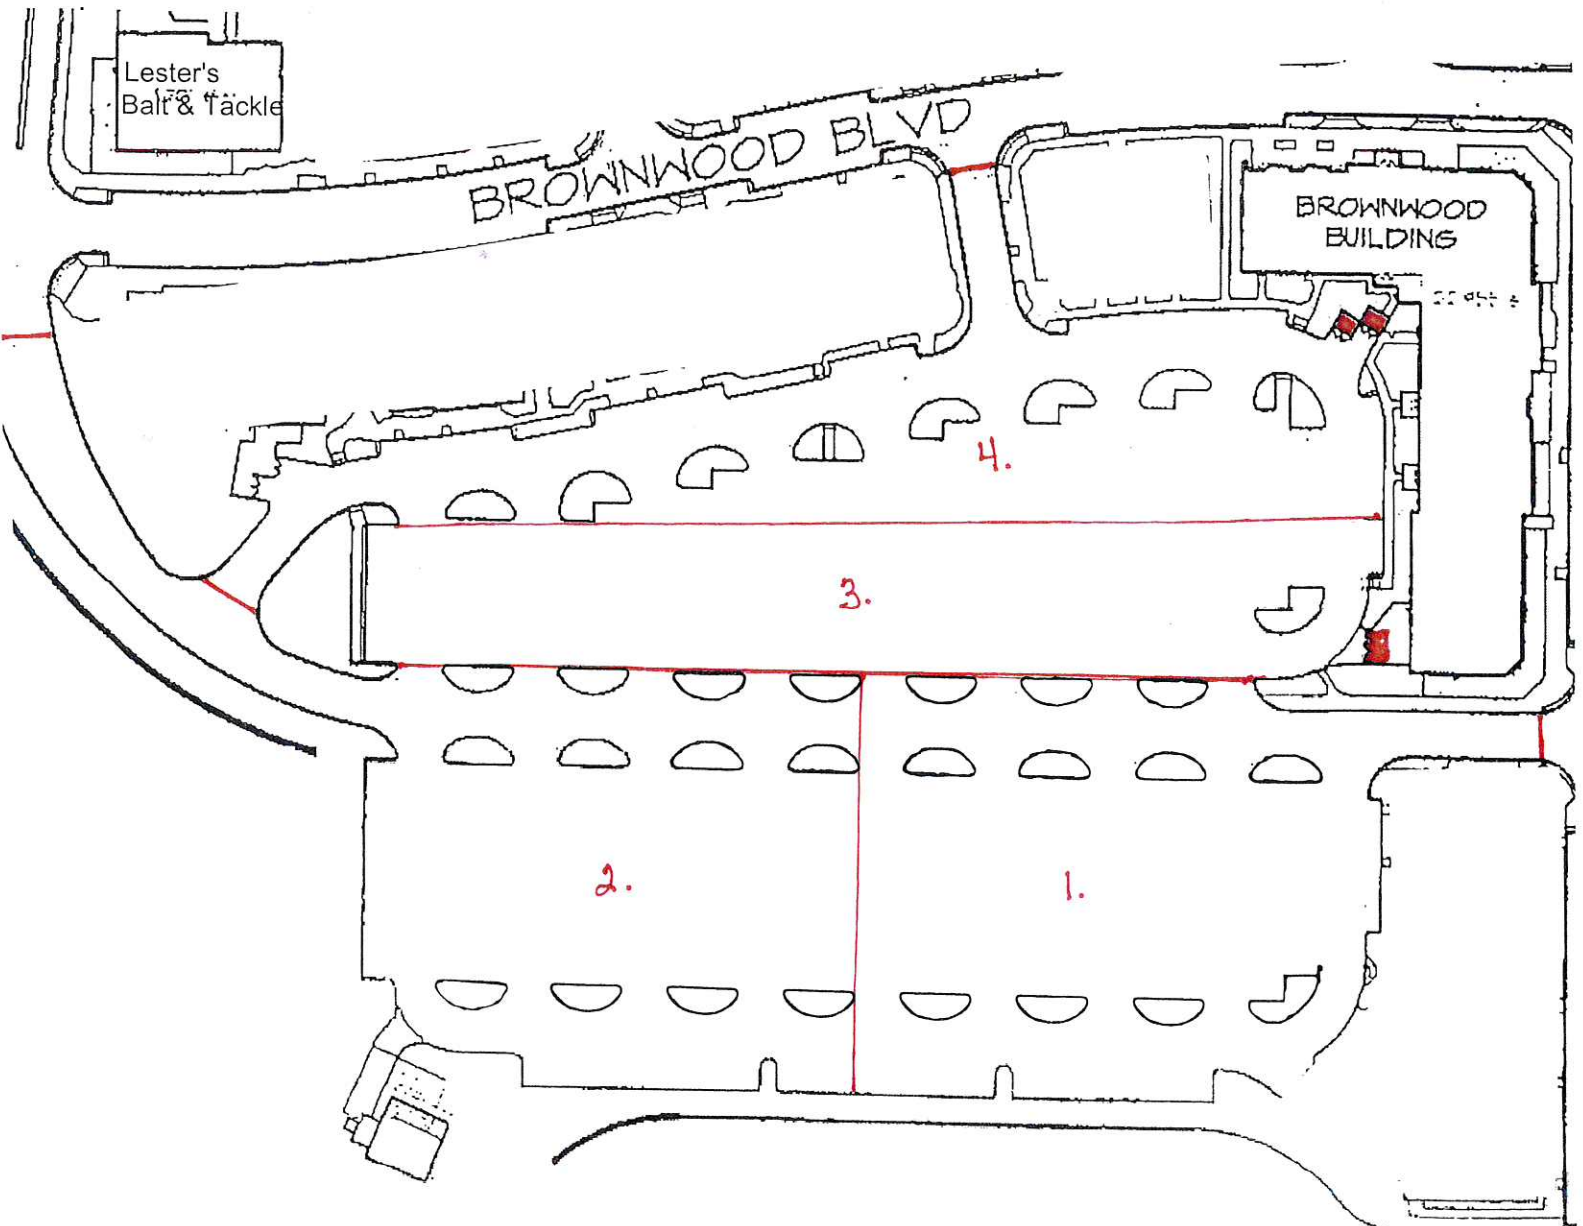 Lester's
Bait & Tackle
BROWNWOOD BLVD
BROWNWOOD
BUILDING
4.
3.
2.
1.